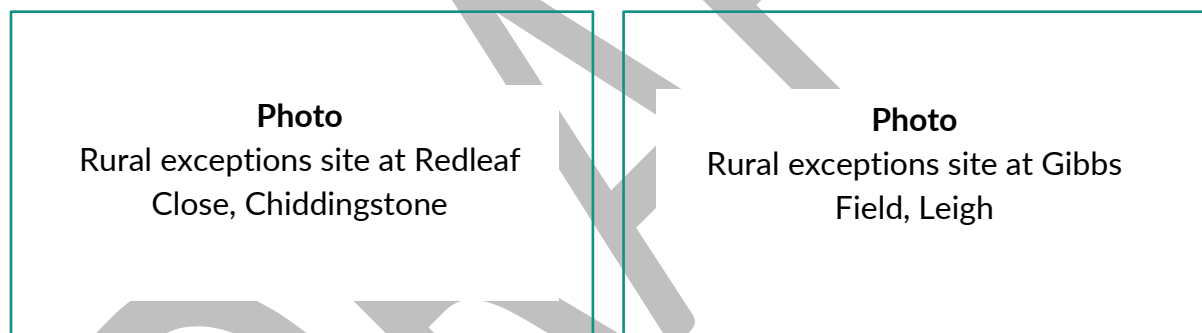 Photo
Rural exceptions site at Redleaf
Close, Chiddingstone
Photo
Rural exceptions site at Gibbs
Field, Leigh